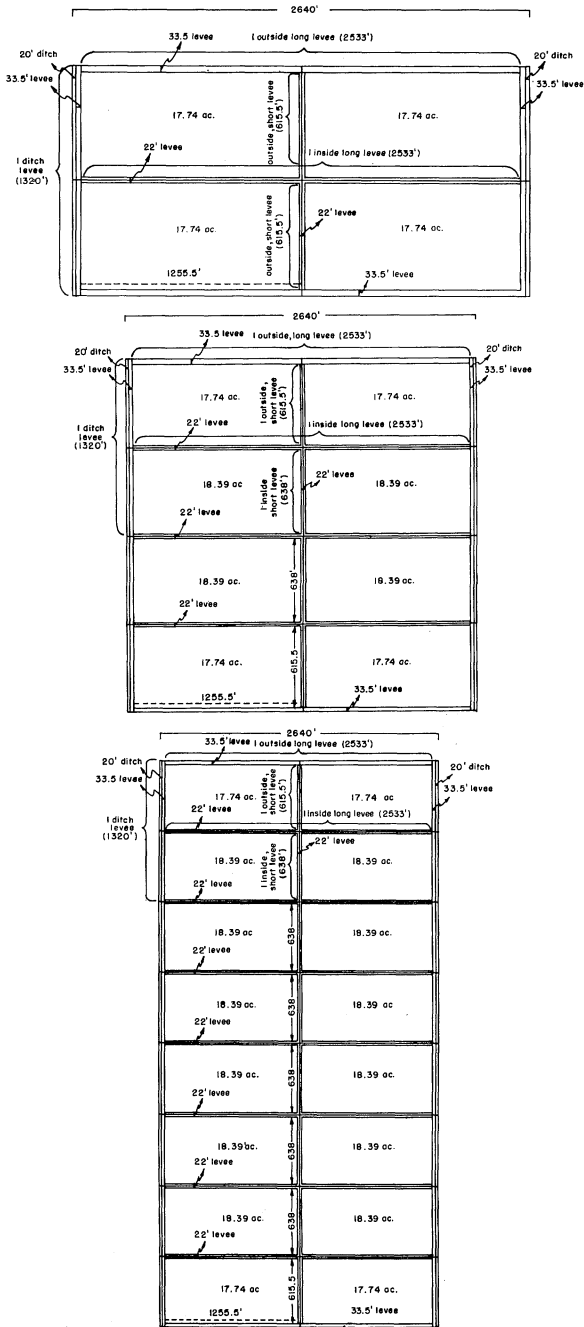 2640'
33.5 levee
1 outside long levee (2533')
20' ditch
20' ditch
33.5' levee
33.5' levee
17.74 ac.
outside, short levee
(615.5')
17.74 ac.
1 ditch
levee
(1320')
22' levee
1 inside long levee (2533')
17.74 ac.
outside, short levee
(615.5')
22' levee
17.74 ac.
1255.5'
33.5' levee
2640'
33.5 levee
1 outside, long levee (2533')
20' ditch
20' ditch
33.5' levee
33.5' levee
17.74 ac.
1 outside,
short levee
(615.5')
17.74 ac.
1 ditch
levee
(1320')
22' levee
1 inside long levee (2533')
18.39 ac.
1 inside
short levee
(638')
22' levee
18.39 ac.
22' levee
18.39 ac.
638'
18.39 ac.
22' levee
17.74 ac.
615.5
17.74 ac.
1255.5'
33.5' levee
2640'
33.5' levee
1 outside long levee (2533')
20' ditch
20' ditch
33.5 levee
33.5' levee
17.74 ac.
1 outside,
short levee
(615.5')
17.74 ac
1 ditch
levee
(1320')
22' levee
1 inside long levee (2533')
18.39 ac.
1 inside,
short levee
(638')
22' levee
18.39 ac.
22' levee
18.39 ac.
638
18.39 ac.
22' levee
18.39 ac.
638
18.39 ac
22' levee
18.39 ac.
638
18.39 ac.
22' levee
18.39 ac.
638
18.39 ac.
22' levee
18.39 ac.
638
18.39 ac.
22' levee
17.74 ac
615.5
17.74 ac.
1255.5'
33.5' levee